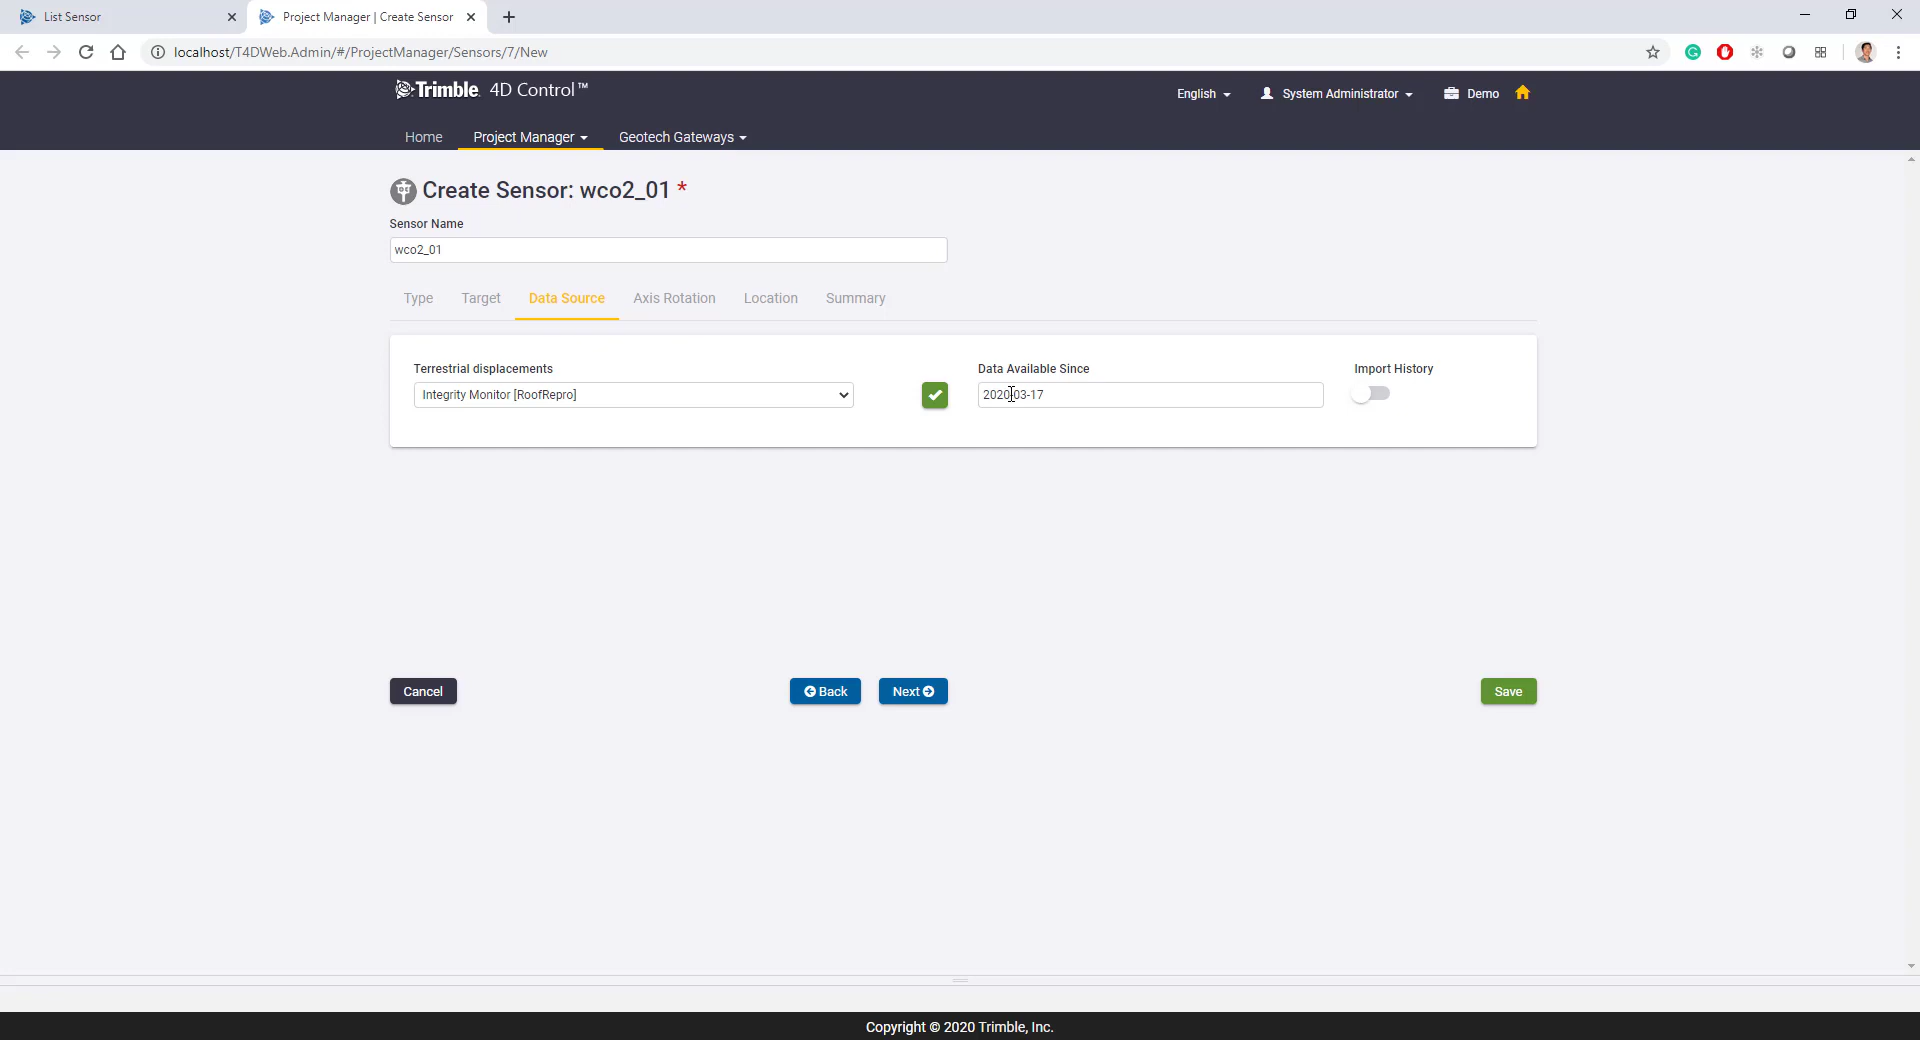 List Sensor
Project Manager | Create Sensor
localhost/T4DWeb.Admin/#/ProjectManager/Sensors/7/New
Trimble. 4D Control™
English
System Administrator
Demo
Home
Project Manager
Geotech Gateways
Create Sensor: wco2_01 *
Sensor Name
wco2_01
Type
Target
Data Source
Axis Rotation
Location
Summary
Terrestrial displacements
Data Available Since
Import History
Integrity Monitor [RoofRepro]
2020-03-17
Cancel
Back
Next
Save
Copyright © 2020 Trimble, Inc.